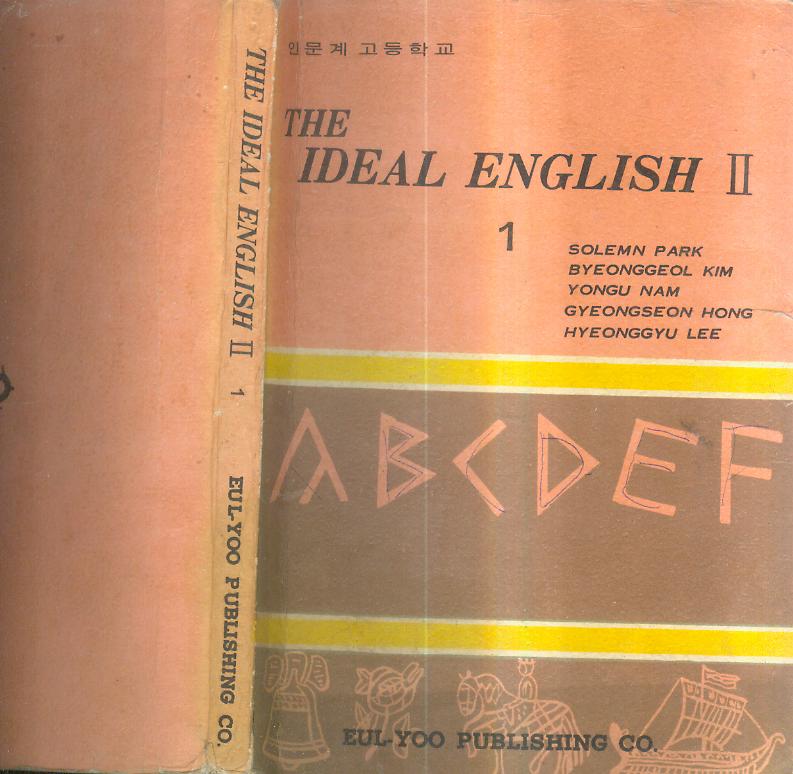 THE IDEAL ENGLISH Ⅱ 1
EUL-YOO PUBLISHING CO.
인문계 고등학교
THE
IDEAL ENGLISH Ⅱ
1
SOLEMN PARK
BYEONGGEOL KIM
YONGU NAM
GYEONGSEON HONG
HYEONGGYU LEE
ABCDEF
EUL-YOO PUBLISHING CO.